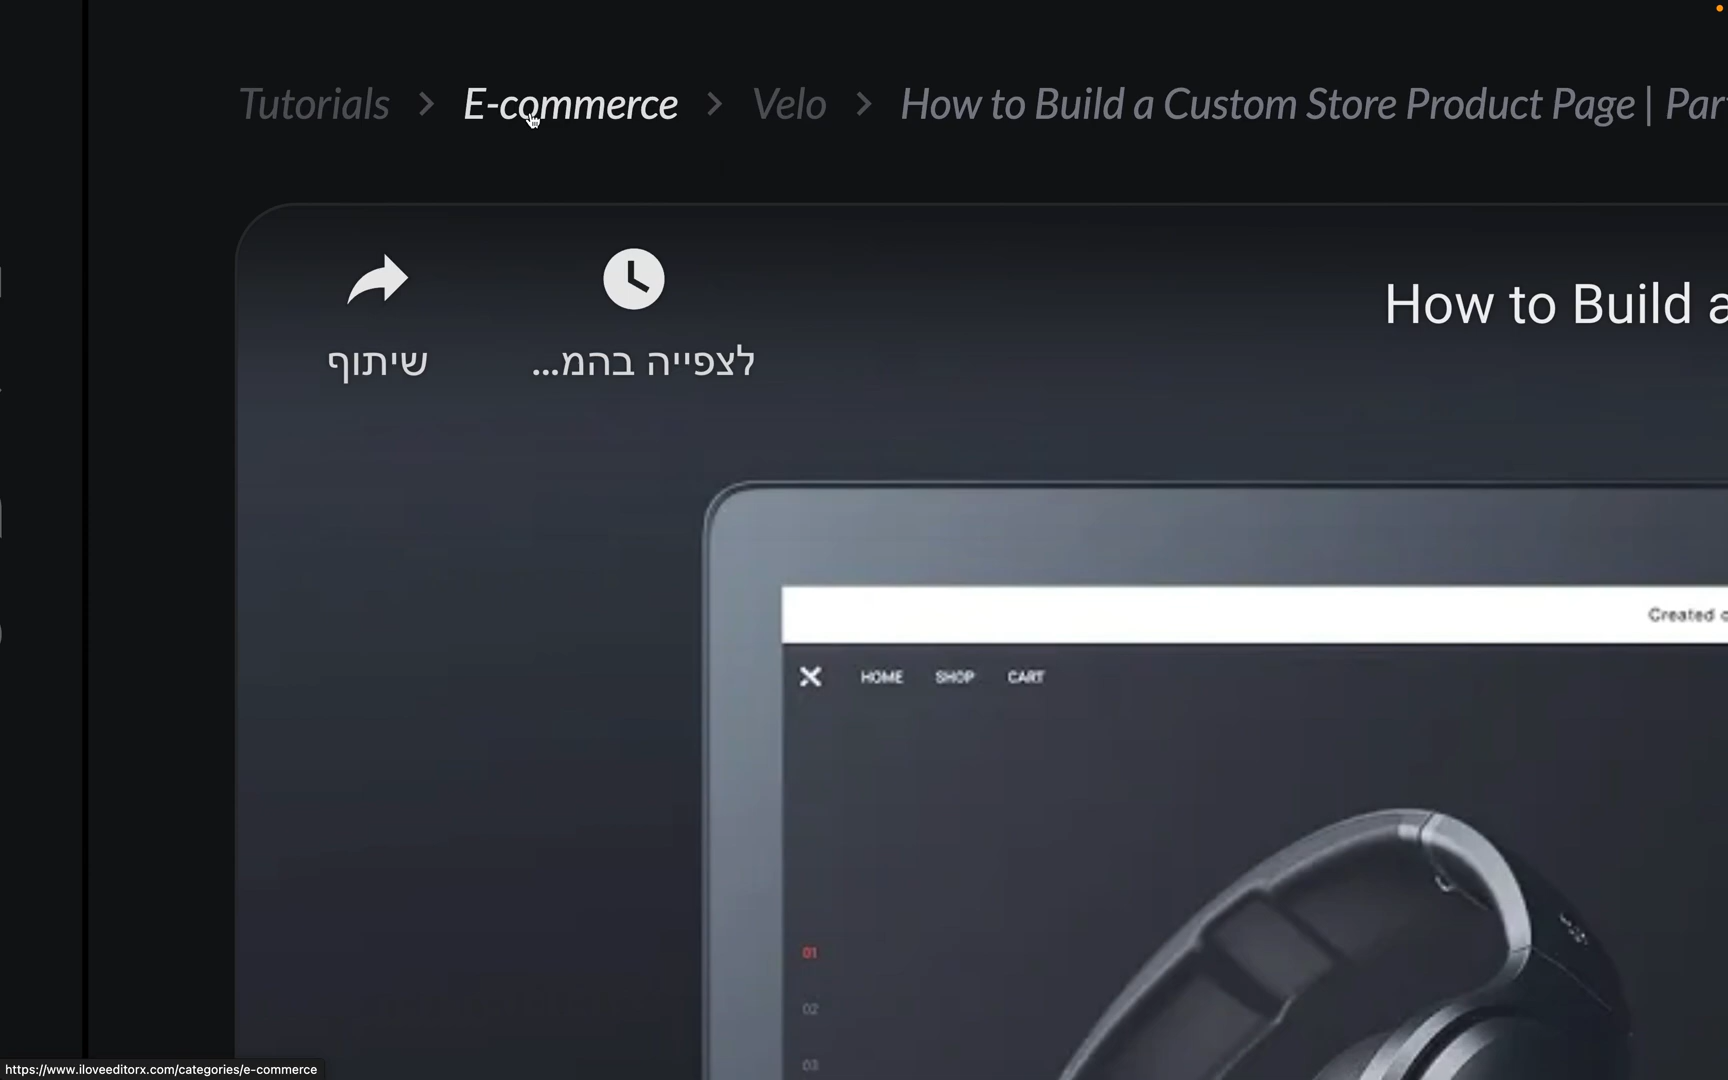 Tutorials > E-commerce > Velo > How to Build a Custom Store Product Page | Par
How to Build a
שיתוף
לצפייה בהמ...
Created
HOME SHOP CART
01
02
03
https://www.iloveeditorx.com/categories/e-commerce